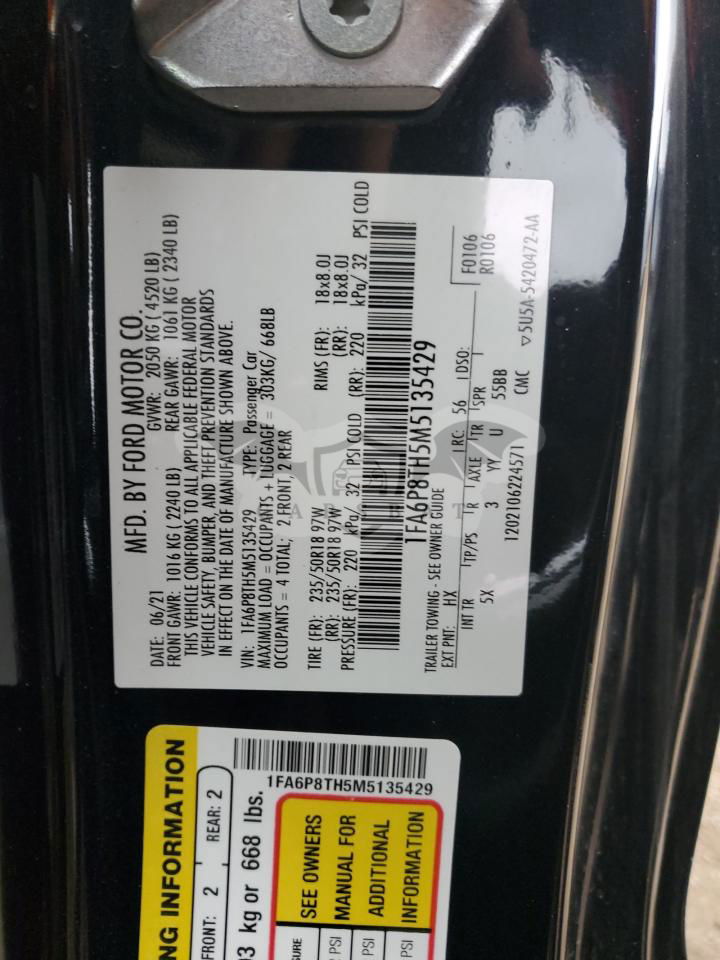 MFD. BY FORD MOTOR CO.
DATE: 06/21 GVWR: 2050 KG ( 4520 LB)
FRONT GAWR: 1016 KG ( 2240 LB) REAR GAWR: 1061 KG ( 2340 LB)
THIS VEHICLE CONFORMS TO ALL APPLICABLE FEDERAL MOTOR
VEHICLE SAFETY, BUMPER, AND THEFT PREVENTION STANDARDS
IN EFFECT ON THE DATE OF MANUFACTURE SHOWN ABOVE.
VIN: 1FA6P8TH5M5135429 TYPE: Passenger Car
MAXIMUM LOAD = OCCUPANTS + LUGGAGE = 303KG/ 668LB
OCCUPANTS = 4 TOTAL; 2 FRONT, 2 REAR
TIRE (FR): 235/50R18 97W RIMS (FR): 18x8.0J
(RR): 235/50R18 97W (RR): 18x8.0J
PRESSURE (FR): 220 kPa/ 32 PSI COLD (RR): 220 kPa/ 32 PSI COLD
1FA6P8TH5M5135429
TRAILER TOWING - SEE OWNER GUIDE
EXT PNT: HX RC: 56 DSO: F0106
R0106
INT TR TP/PS R AXLE TR SPR
5X 3 YY U 55BB
1202106224571 CMC
5U5A-5420472-AA
NG INFORMATION
FRONT: 2 REAR: 2
93 kg or 668 lbs.
1FA6P8TH5M5135429
SURE
PSI
PSI
PSI
SEE OWNERS
MANUAL FOR
ADDITIONAL
INFORMATION